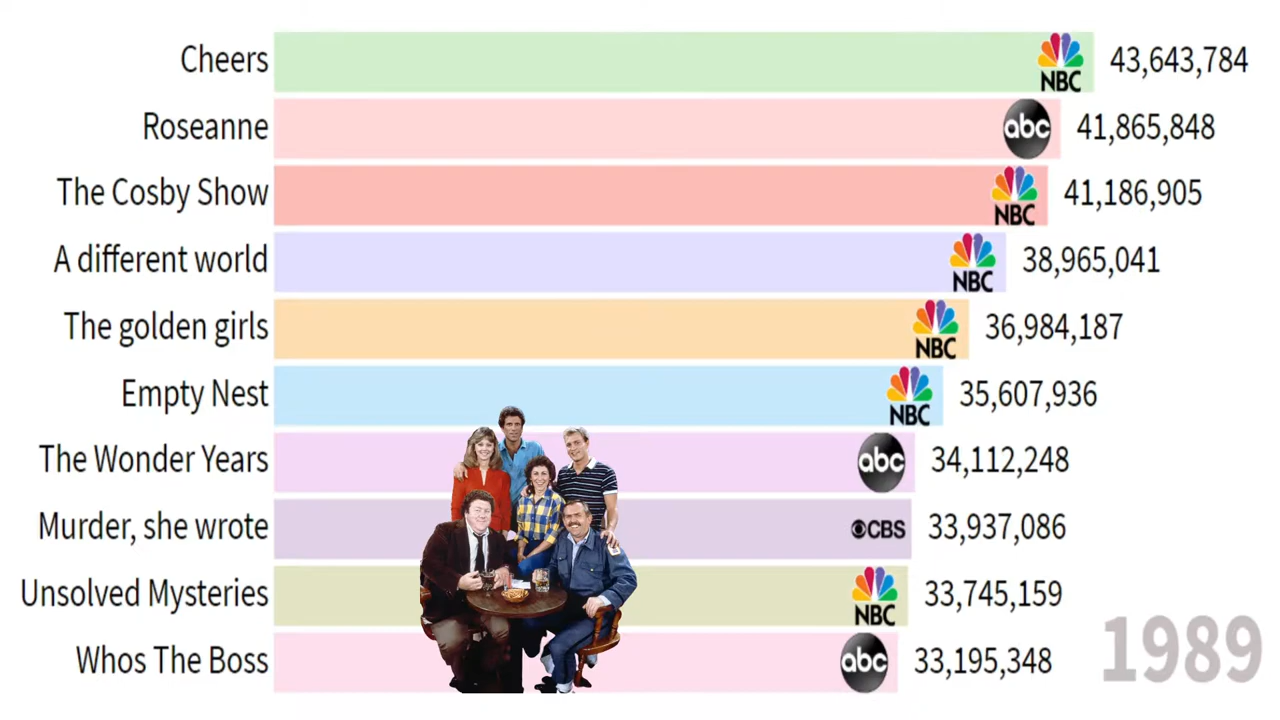 Cheers NBC 43,643,784
Roseanne abc 41,865,848
The Cosby Show NBC 41,186,905
A different world NBC 38,965,041
The golden girls NBC 36,984,187
Empty Nest NBC 35,607,936
The Wonder Years abc 34,112,248
Murder, she wrote CBS 33,937,086
Unsolved Mysteries NBC 33,745,159
Whos The Boss abc 33,195,348
1989